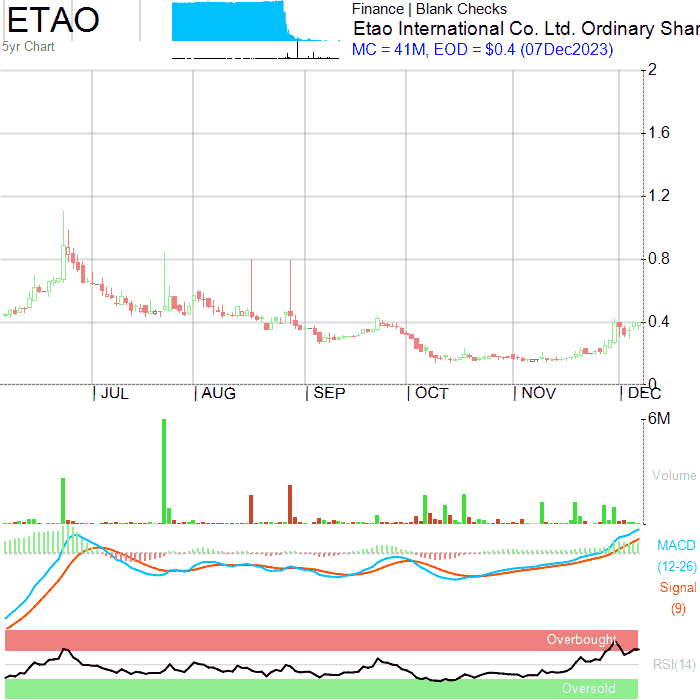 ETAO
5yr Chart
Finance | Blank Checks
Etao International Co. Ltd. Ordinary Shar
MC = 41M, EOD = $0.4 (07Dec2023)
2
1.6
1.2
0.8
0.4
0
JUL AUG SEP OCT NOV DEC
6M
Volume
MACD
(12-26)
Signal
(9)
Overbought
RSI(14)
Oversold